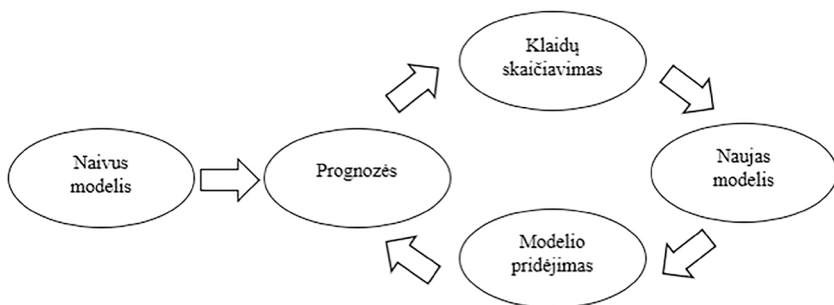 Naivus
modelis
Prognozės
Klaidų
skaičiavimas
Naujas
modelis
Modelio
pridėjimas